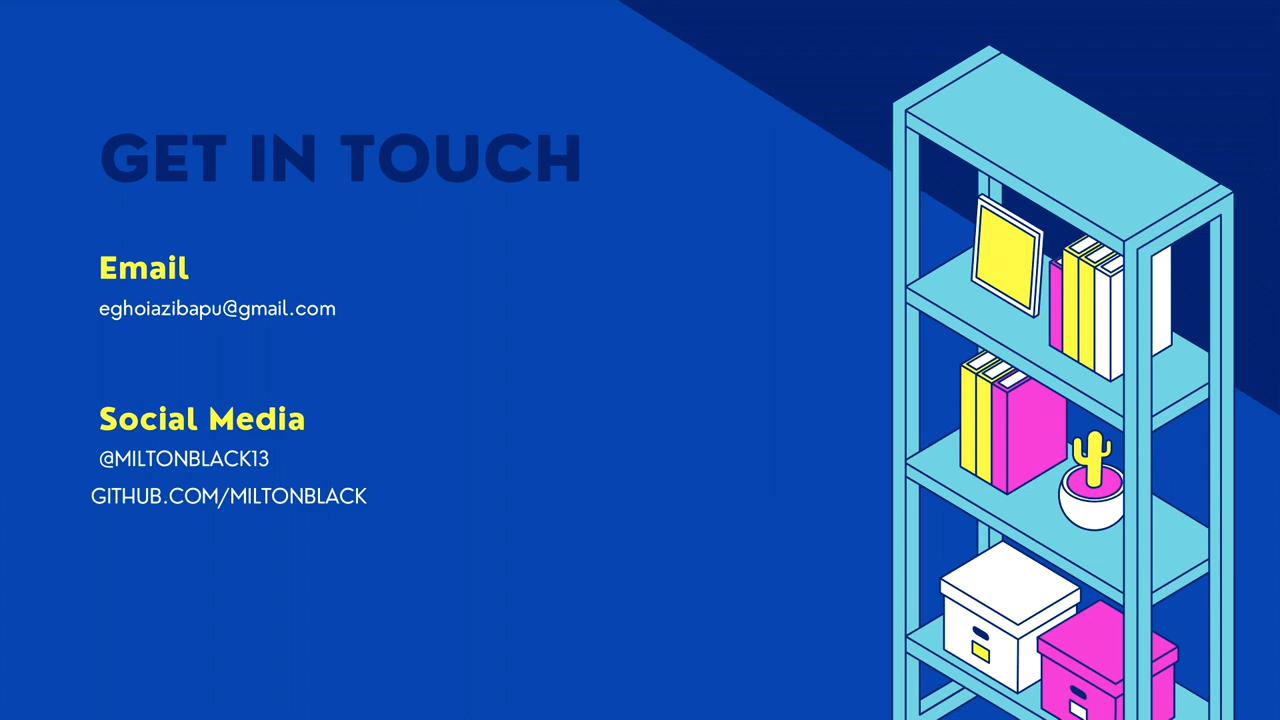 GET IN TOUCH
Email
eghoiazibapu@gmail.com
Social Media
@MILTONBLACK13
GITHUB.COM/MILTONBLACK